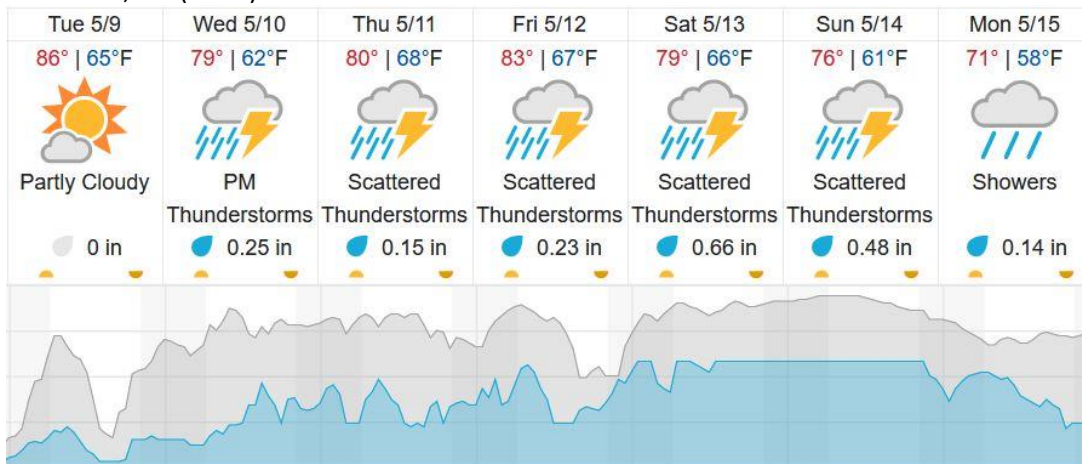 Tue 5/9 Wed 5/10 Thu 5/11 Fri 5/12 Sat 5/13 Sun 5/14 Mon 5/15
86° | 65°F 79° | 62°F 80° | 68°F 83° | 67°F 79° | 66°F 76° | 61°F 71° | 58°F
Partly Cloudy PM Scattered Scattered Scattered Scattered Showers
Thunderstorms Thunderstorms Thunderstorms Thunderstorms Thunderstorms
0 in 0.25 in 0.15 in 0.23 in 0.66 in 0.48 in 0.14 in